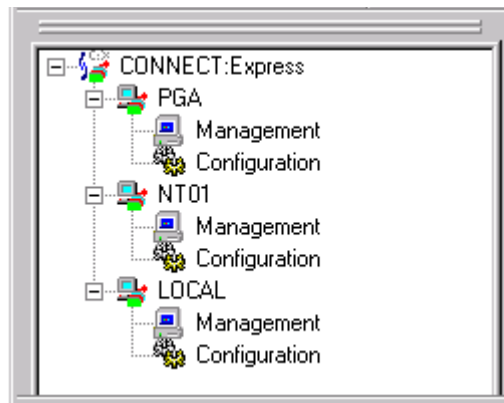 CONNECT:Express
PGA
Management
Configuration
NT01
Management
Configuration
LOCAL
Management
Configuration